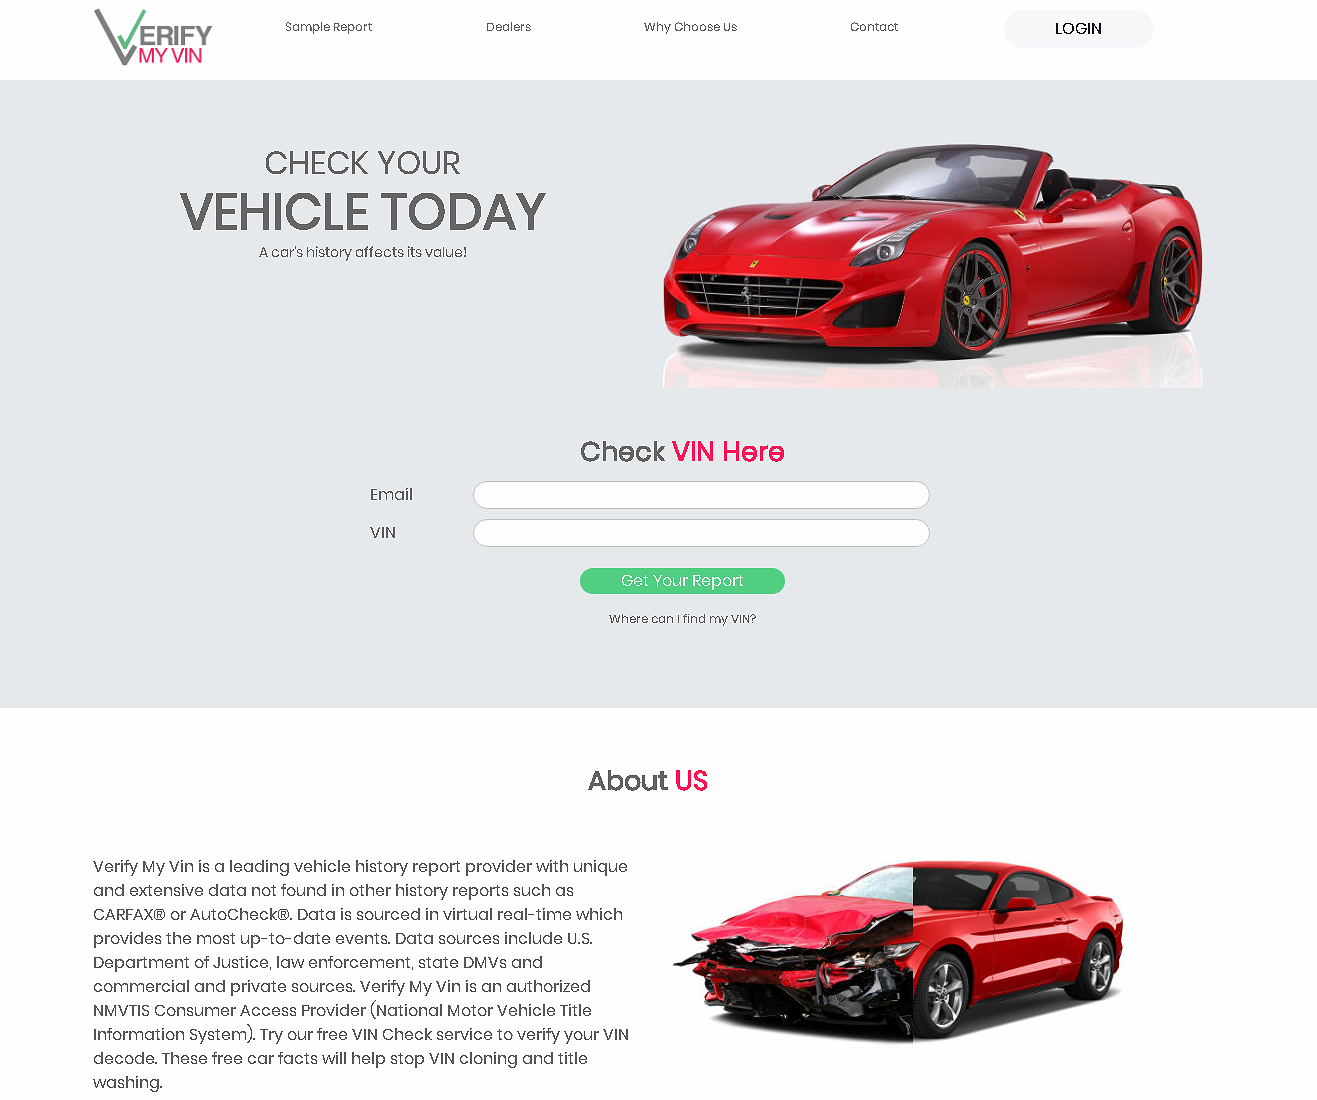 VERIFY
MY VIN
Sample Report
Dealers
Why Choose Us
Contact
LOGIN
CHECK YOUR
VEHICLE TODAY
A car's history affects its value!
Check VIN Here
Email
VIN
Get Your Report
Where can I find my VIN?
About US
Verify My Vin is a leading vehicle history report provider with unique
and extensive data not found in other history reports such as
CARFAX® or AutoCheck®. Data is sourced in virtual real-time which
provides the most up-to-date events. Data sources include U.S.
Department of Justice, law enforcement, state DMVs and
commercial and private sources. Verify My Vin is an authorized
NMVTIS Consumer Access Provider (National Motor Vehicle Title
Information System). Try our free VIN Check service to verify your VIN
decode. These free car facts will help stop VIN cloning and title
washing.